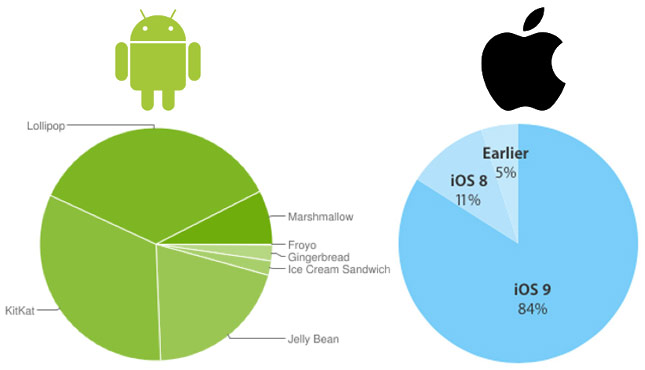 Lollipop
Marshmallow
Froyo
Gingerbread
Ice Cream Sandwich
KitKat
Jelly Bean
Earlier
5%
iOS 8
11%
iOS 9
84%